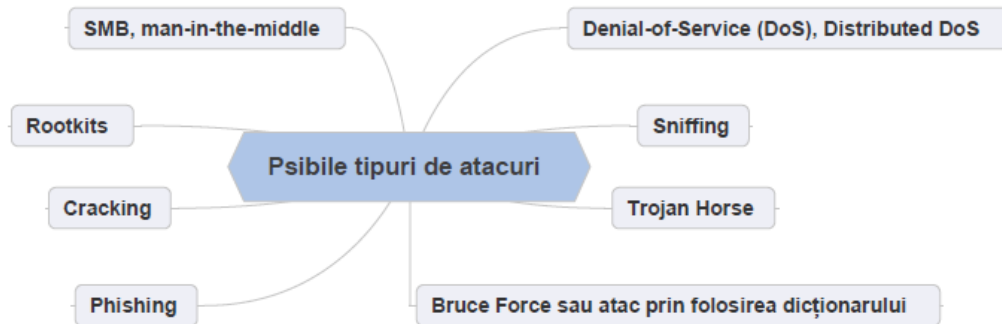 SMB, man-in-the-middle
Denial-of-Service (DoS), Distributed DoS
Rootkits
Sniffing
Psibile tipuri de atacuri
Cracking
Trojan Horse
Phishing
Bruce Force sau atac prin folosirea dicționarului